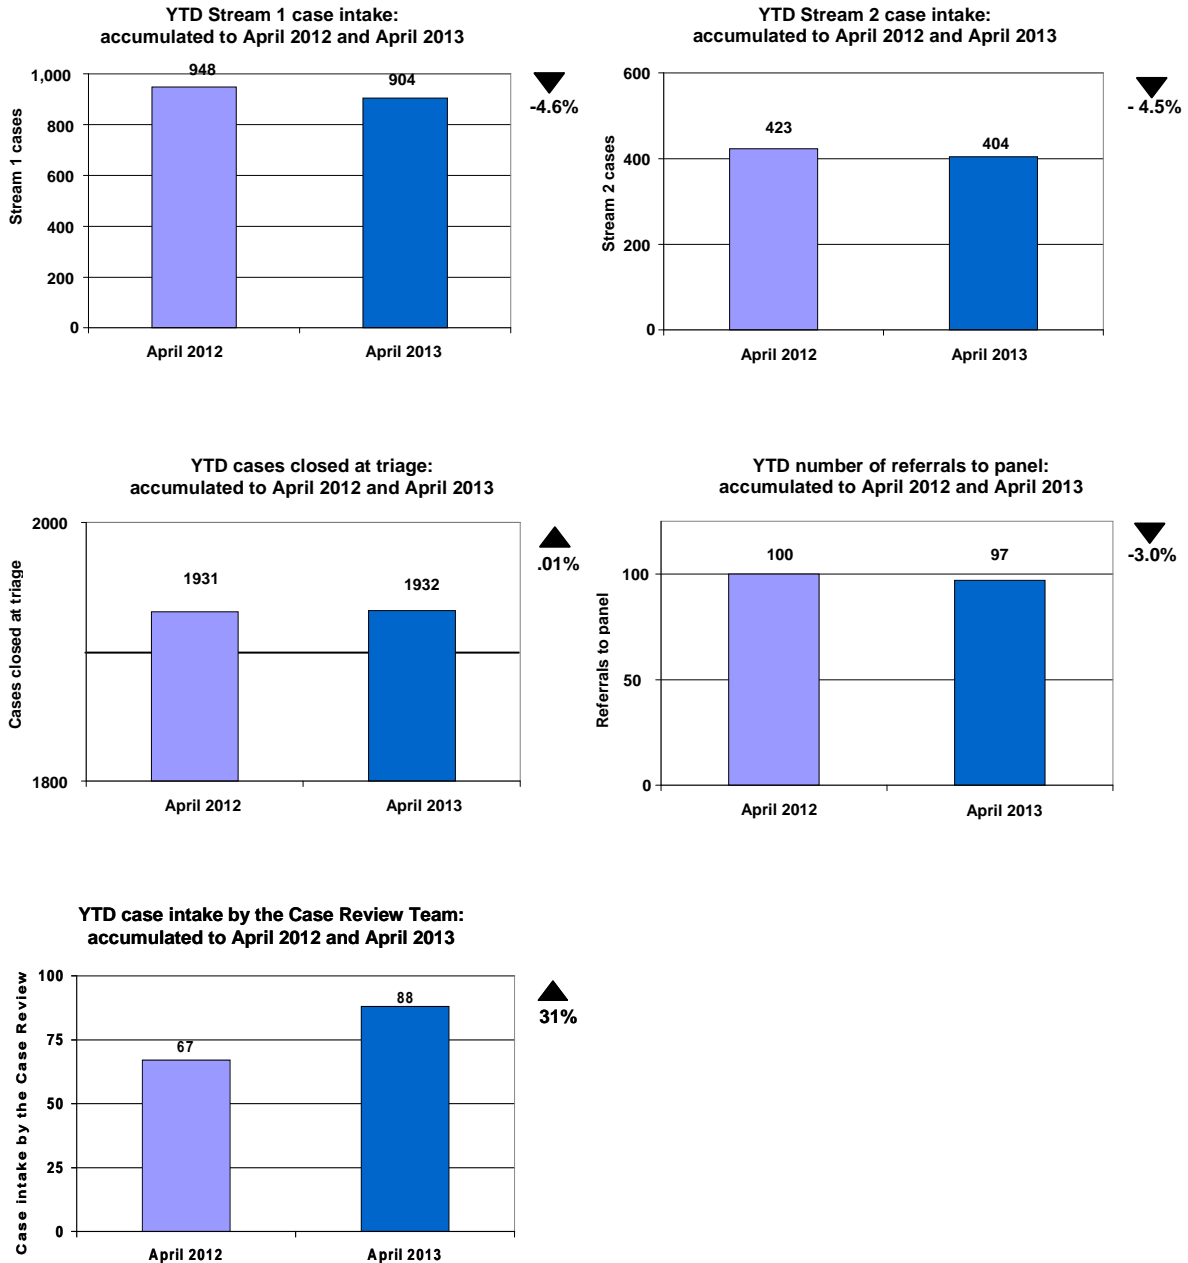 YTD Stream 1 case intake:
accumulated to April 2012 and April 2013
1,000
800
600
400
200
0
Stream 1 cases
948
904
April 2012
April 2013
-4.6%
YTD Stream 2 case intake:
accumulated to April 2012 and April 2013
600
400
200
0
Stream 2 cases
423
404
April 2012
April 2013
- 4.5%
YTD cases closed at triage:
accumulated to April 2012 and April 2013
2000
1800
Cases closed at triage
1931
1932
April 2012
April 2013
.01%
YTD number of referrals to panel:
accumulated to April 2012 and April 2013
100
50
0
Referrals to panel
100
97
April 2012
April 2013
-3.0%
YTD case intake by the Case Review Team:
accumulated to April 2012 and April 2013
100
75
50
25
0
Case intake by the Case Review
67
88
April 2012
April 2013
31%